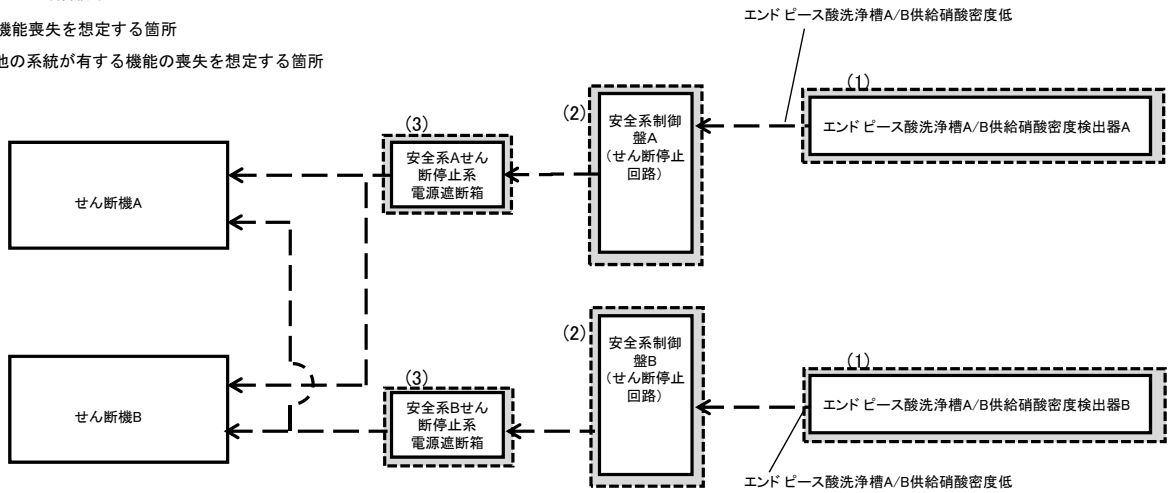 機能喪失を想定する箇所
他の系統が有する機能の喪失を想定する箇所
エンドピース酸洗浄槽A/B供給硝酸密度低
(1)
エンドピース酸洗浄槽A/B供給硝酸密度検出器A
(2)
安全系制御
盤A
(せん断停止
回路)
(3)
安全系Aせん
断停止系
電源遮断箱
せん断機A
(1)
エンドピース酸洗浄槽A/B供給硝酸密度検出器B
(2)
安全系制御
盤B
(せん断停止
回路)
(3)
安全系Bせん
断停止系
電源遮断箱
せん断機B
エンドピース酸洗浄槽A/B供給硝酸密度低